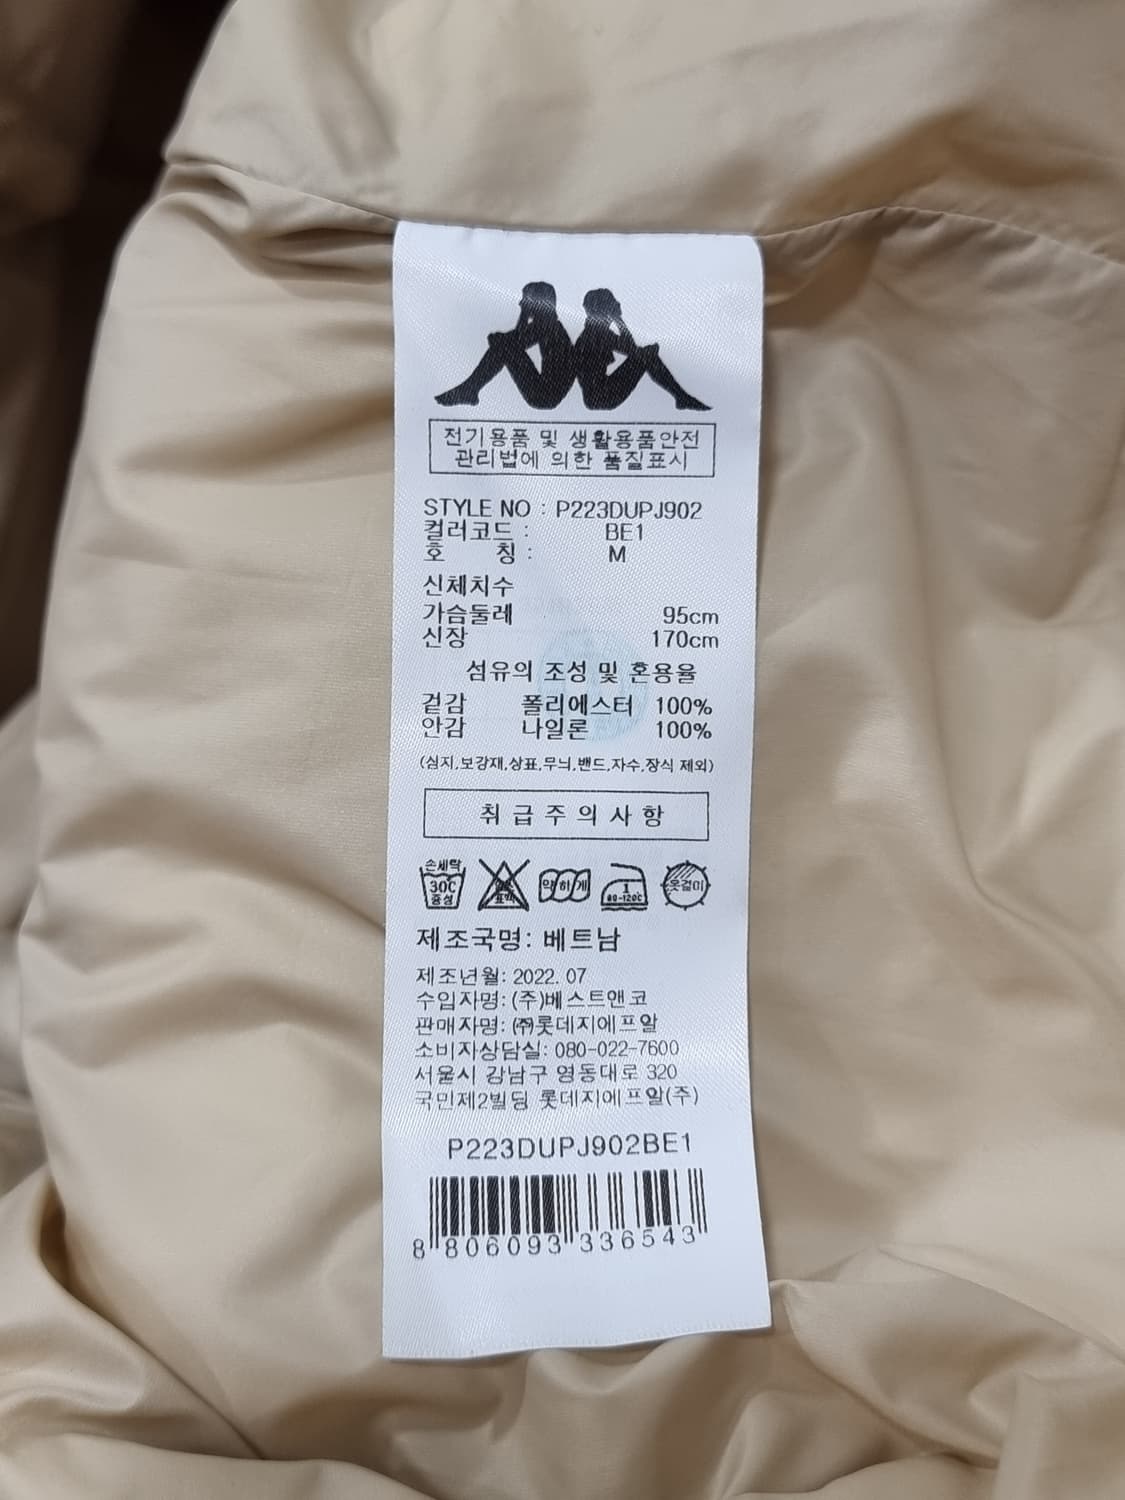 전기용품 및 생활용품안전
관리법에 의한 품질표시
STYLE NO : P223DUPJ902
컬러코드 : BE1
호 칭 : M
신체치수
가슴둘레 95cm
신장 170cm
섬유의 조성 및 혼용율
겉감 폴리에스터 100%
안감 나일론 100%
(심지,보강재,상표,무늬,밴드,자수,장식 제외)
취급주의사항
손세탁
30℃
중성
표백
약하게
1
80-120℃
옷걸이
제조국명: 베트남
제조년월: 2022. 07
수입자명: (주)베스트앤코
판매자명: ㈜롯데지에프알
소비자상담실: 080-022-7600
서울시 강남구 영동대로 320
국민제2빌딩 롯데지에프알(주)
P223DUPJ902BE1
8 806093 336543